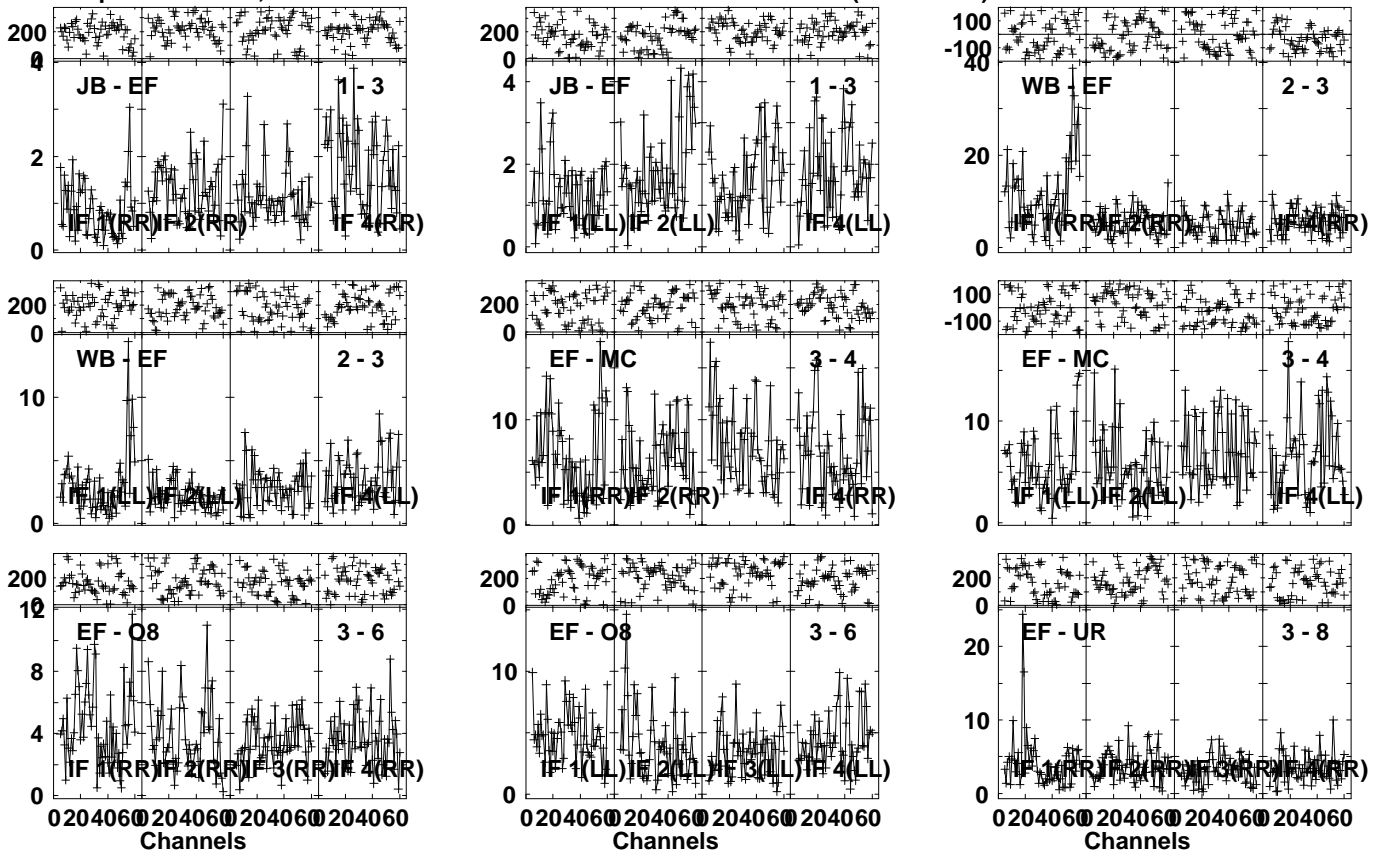 200
0
200
0
100
-100
4
2
0
JB - EF
1 - 3
IF 1(RR)
IF 2(RR)
IF 4(RR)
4
2
0
JB - EF
1 - 3
IF 1(LL)
IF 2(LL)
IF 4(LL)
40
20
0
WB - EF
2 - 3
IF 1(RR)
IF 2(RR)
IF 4(RR)
200
0
200
0
100
-100
10
0
WB - EF
2 - 3
IF 1(LL)
IF 2(LL)
IF 4(LL)
10
0
EF - MC
3 - 4
IF 1(RR)
IF 2(RR)
IF 4(RR)
10
0
EF - MC
3 - 4
IF 1(LL)
IF 2(LL)
IF 4(LL)
200
0
200
0
200
0
12
8
4
0
EF - O8
3 - 6
IF 1(RR)
IF 2(RR)
IF 3(RR)
IF 4(RR)
10
0
EF - O8
3 - 6
IF 1(LL)
IF 2(LL)
IF 3(LL)
IF 4(LL)
20
10
0
EF - UR
3 - 8
IF 1(RR)
IF 2(RR)
IF 3(RR)
IF 4(RR)
0 20 40 60 0 20 40 60 0 20 40 60 0 20 40 60
Channels
0 20 40 60 0 20 40 60 0 20 40 60 0 20 40 60
Channels
0 20 40 60 0 20 40 60 0 20 40 60 0 20 40 60
Channels